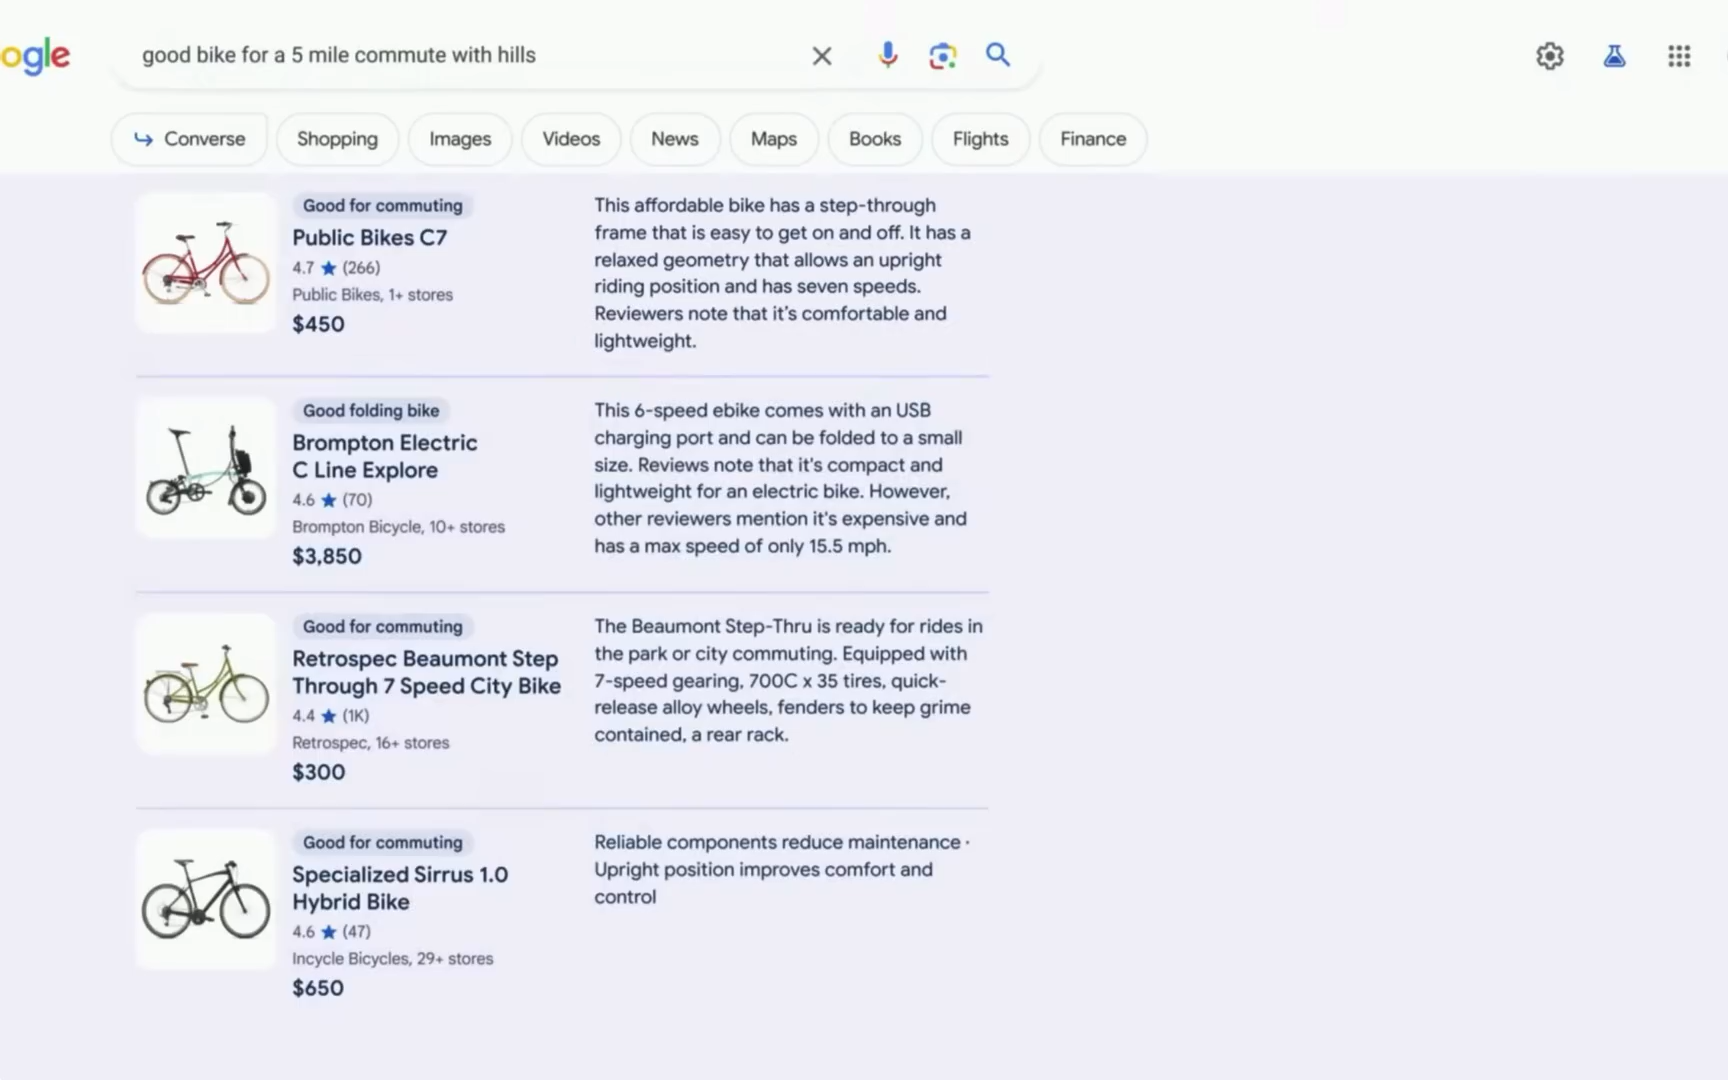 ogle
good bike for a 5 mile commute with hills
Converse
Shopping
Images
Videos
News
Maps
Books
Flights
Finance
Good for commuting
Public Bikes C7
4.7 ★ (266)
Public Bikes, 1+ stores
$450
This affordable bike has a step-through
frame that is easy to get on and off. It has a
relaxed geometry that allows an upright
riding position and has seven speeds.
Reviewers note that it's comfortable and
lightweight.
Good folding bike
Brompton Electric
C Line Explore
4.6 ★ (70)
Brompton Bicycle, 10+ stores
$3,850
This 6-speed ebike comes with an USB
charging port and can be folded to a small
size. Reviews note that it's compact and
lightweight for an electric bike. However,
other reviewers mention it's expensive and
has a max speed of only 15.5 mph.
Good for commuting
Retrospec Beaumont Step
Through 7 Speed City Bike
4.4 ★ (1K)
Retrospec, 16+ stores
$300
The Beaumont Step-Thru is ready for rides in
the park or city commuting. Equipped with
7-speed gearing, 700C x 35 tires, quick-
release alloy wheels, fenders to keep grime
contained, a rear rack.
Good for commuting
Specialized Sirrus 1.0
Hybrid Bike
4.6 ★ (47)
Incycle Bicycles, 29+ stores
$650
Reliable components reduce maintenance ·
Upright position improves comfort and
control